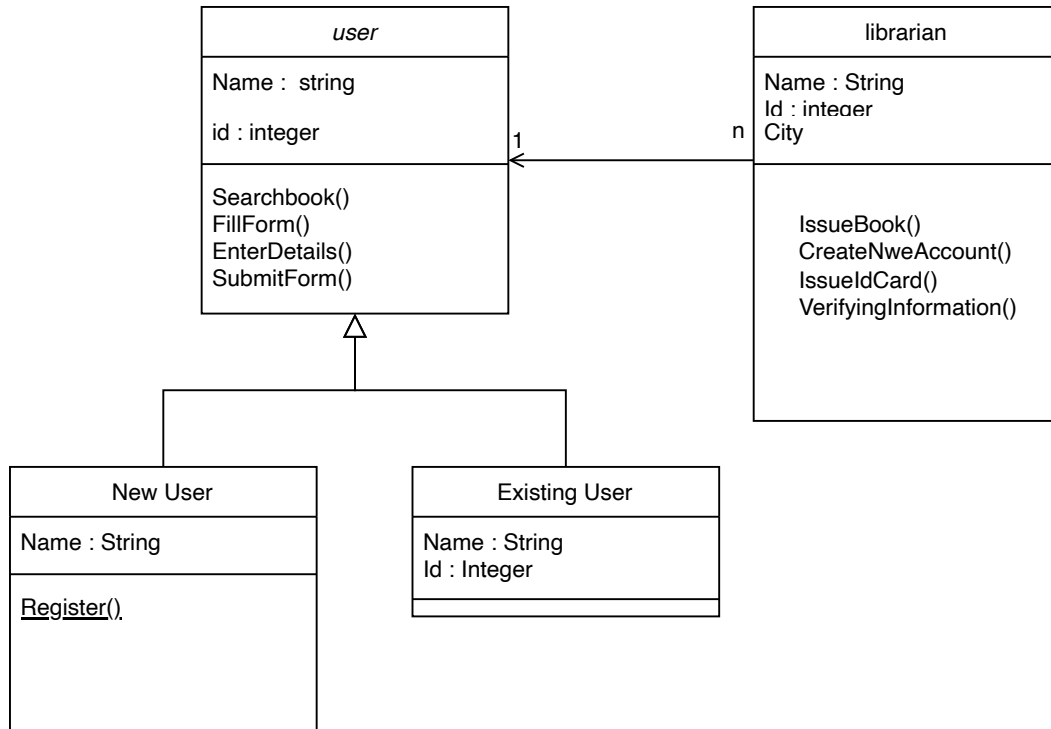 user
Name :  string
id : integer
Searchbook()
FillForm()
EnterDetails()
SubmitForm()
1
n
librarian
Name : String
Id : integer
City
IssueBook()
CreateNweAccount()
IssueIdCard()
VerifyingInformation()
New User
Name : String
Register()
Existing User
Name : String
Id : Integer